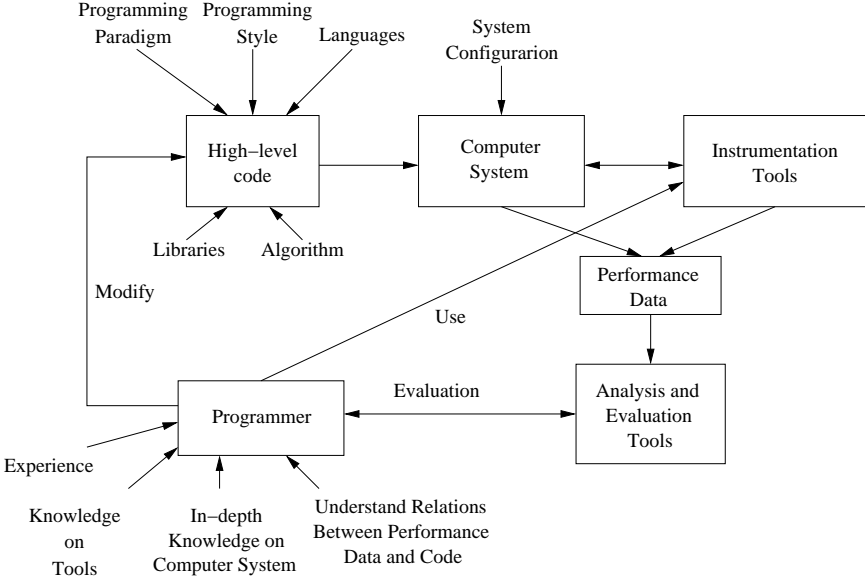 Programming
Paradigm
Programming
Style
Languages
System
Configurarion
High−level
code
Computer
System
Instrumentation
Tools
Libraries
Algorithm
Modify
Performance
Data
Use
Programmer
Evaluation
Analysis and
Evaluation
Tools
Experience
Knowledge
on
Tools
In−depth
Knowledge on
Computer System
Understand Relations
Between Performance
Data and Code